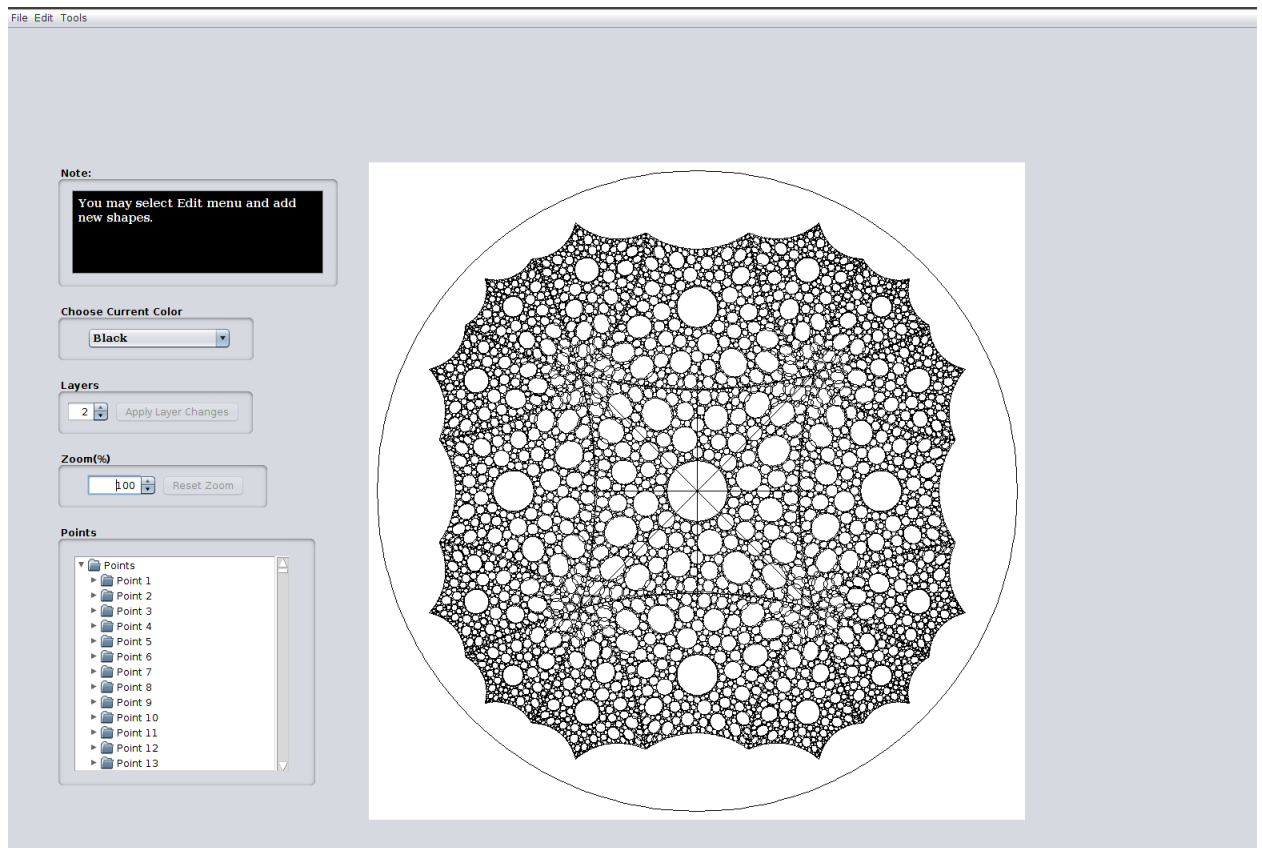 File Edit Tools
Note:
You may select Edit menu and add
new shapes.
Choose Current Color
Black
Layers
2 Apply Layer Changes
Zoom(%)
100 Reset Zoom
Points
Points
Point 1
Point 2
Point 3
Point 4
Point 5
Point 6
Point 7
Point 8
Point 9
Point 10
Point 11
Point 12
Point 13